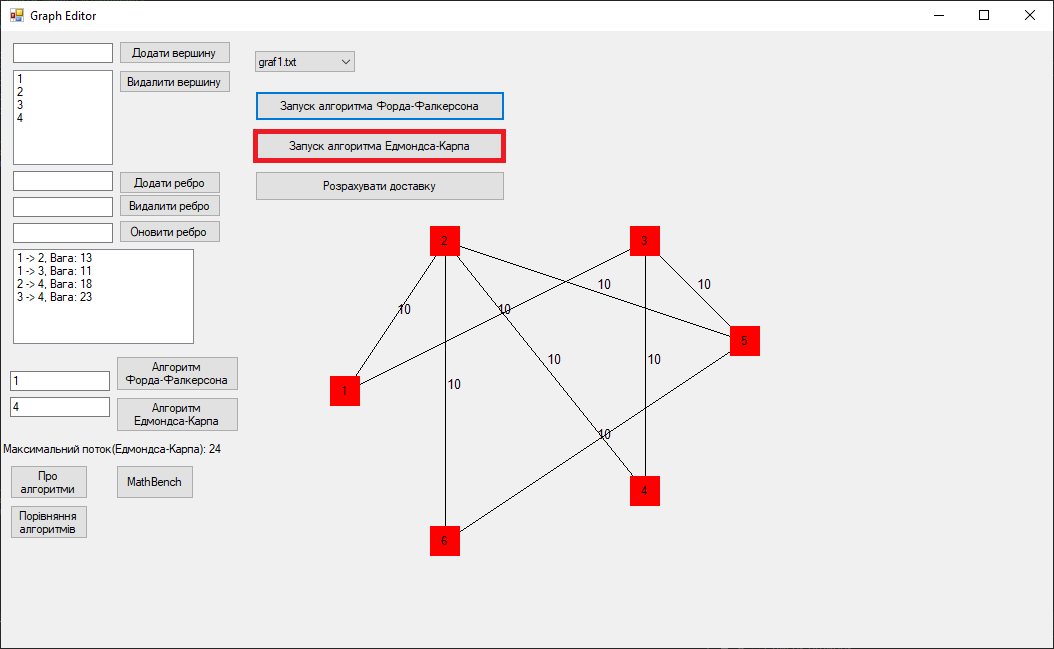 Graph Editor
Додати вершину
Видалити вершину
1
2
3
4
Додати ребро
Видалити ребро
Оновити ребро
1 -> 2, Вага: 13
1 -> 3, Вага: 11
2 -> 4, Вага: 18
3 -> 4, Вага: 23
1
Алгоритм
Форда-Фалкерсона
4
Алгоритм
Едмондса-Карпа
Максимальний поток(Едмондса-Карпа): 24
Про
алгоритми
MathBench
Порівняння
алгоритмів
graf1.txt
Запуск алгоритма Форда-Фалкерсона
Запуск алгоритма Едмондса-Карпа
Розрахувати доставку
2
3
10
10
10
10
5
10
10
10
1
10
4
6